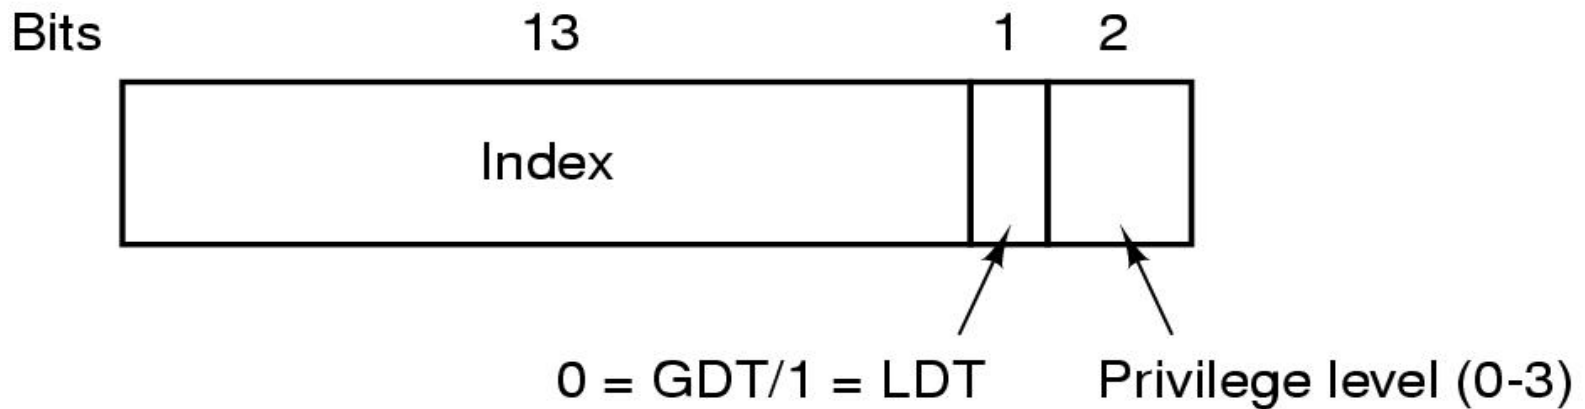 Bits 13 1 2
Index
0 = GDT/1 = LDT Privilege level (0-3)